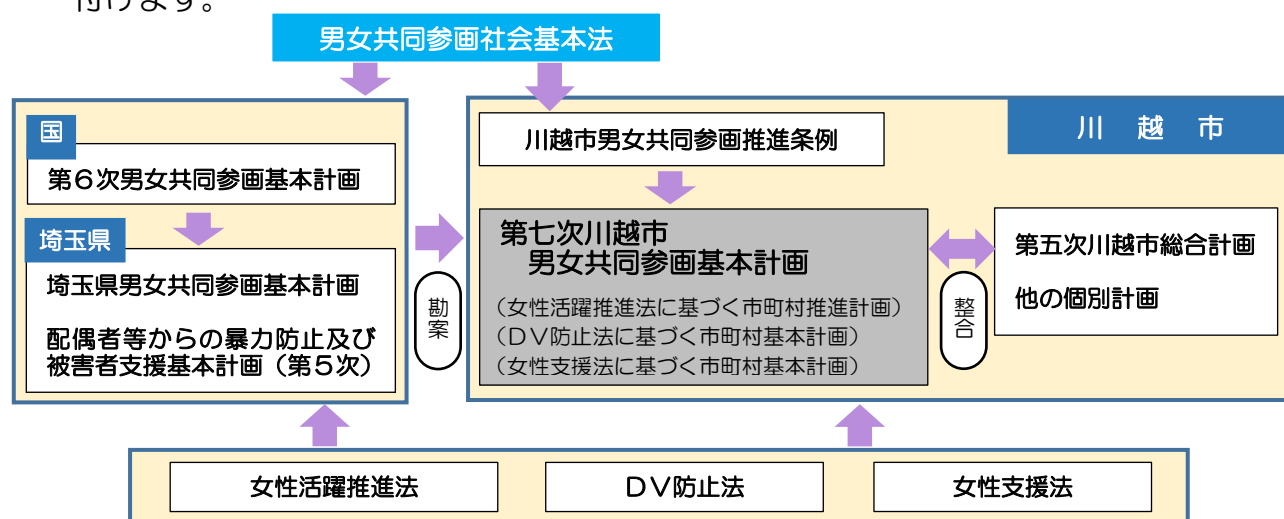 付けます。
男女共同参画社会基本法
国
第６次男女共同参画基本計画
埼玉県
埼玉県男女共同参画基本計画
配偶者等からの暴力防止及び
被害者支援基本計画（第５次）
勘案
川越市
川越市男女共同参画推進条例
第七次川越市
男女共同参画基本計画
（女性活躍推進法に基づく市町村推進計画）
（ＤＶ防止法に基づく市町村基本計画）
（女性支援法に基づく市町村基本計画）
整合
第五次川越市総合計画
他の個別計画
女性活躍推進法
ＤＶ防止法
女性支援法